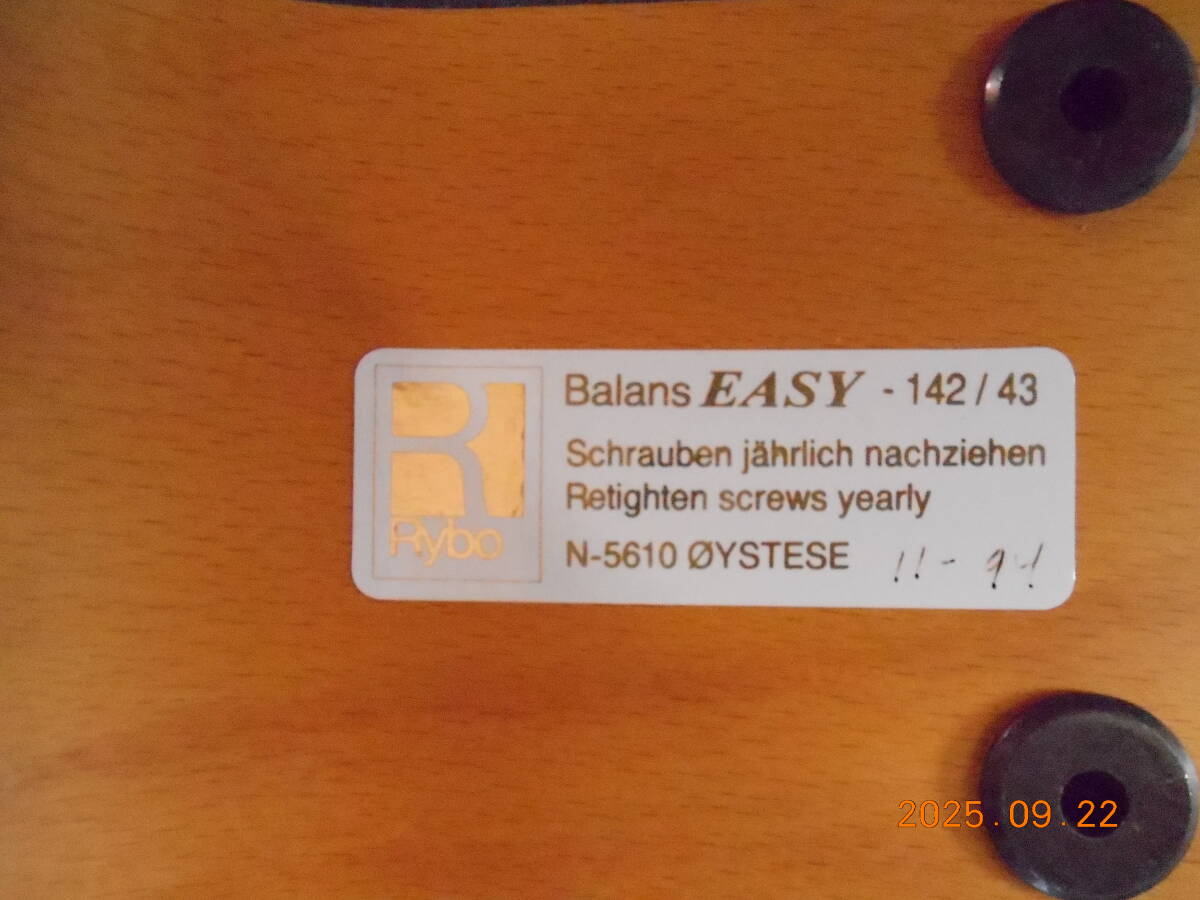 Balans EASY - 142 / 43
Schrauben jährlich nachziehen
Retighten screws yearly
Rybo
N-5610 ØYSTESE 11-94
2025.09.22